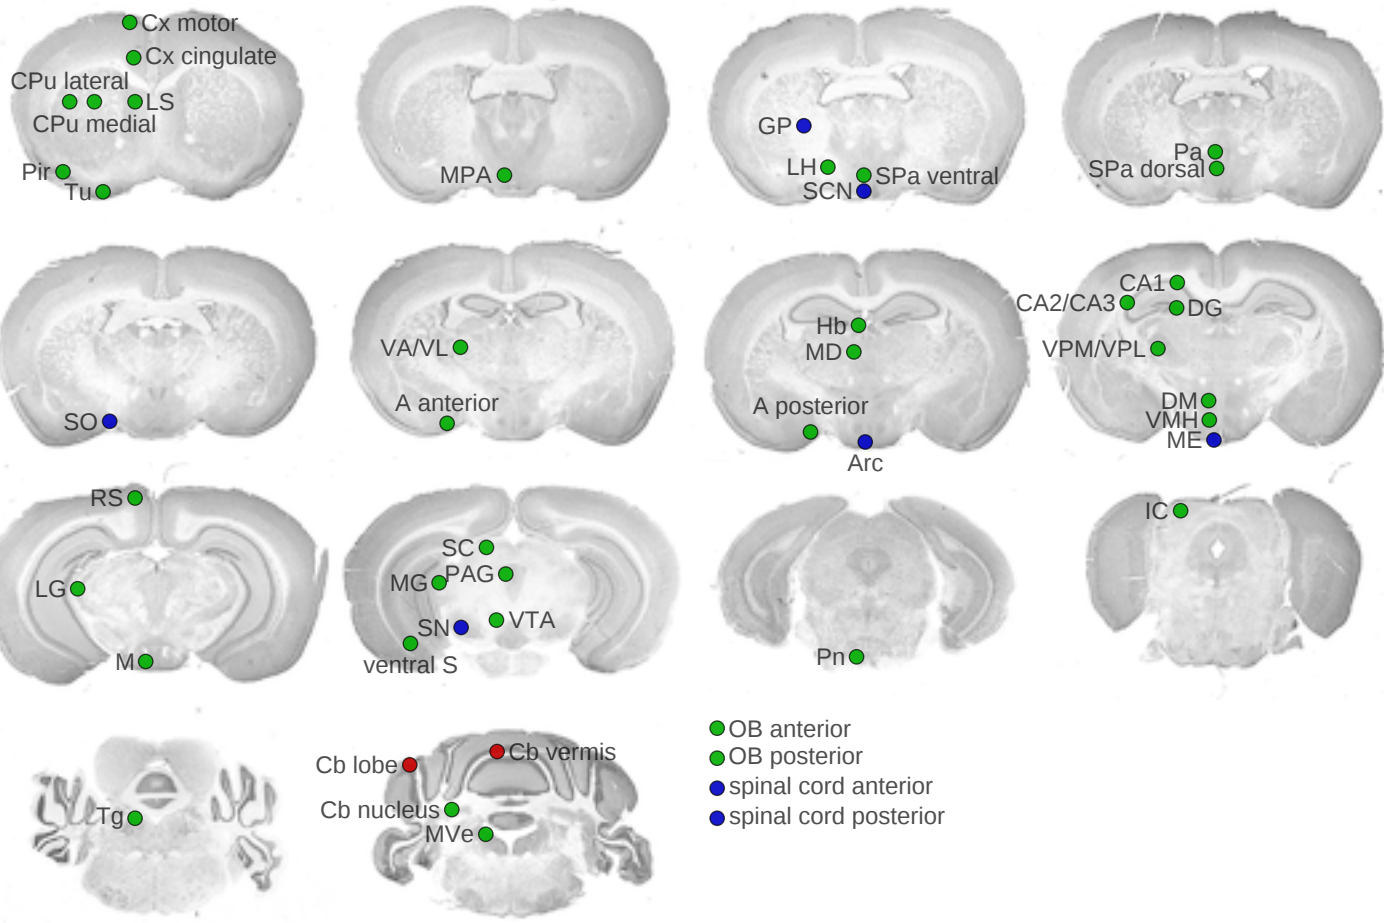 Cx motor
Cx cingulate
CPu lateral
LS
CPu medial
Pir
Tu
MPA
GP
LH
SPa ventral
SCN
Pa
SPa dorsal
SO
VA/VL
A anterior
Hb
MD
A posterior
Arc
CA1
CA2/CA3
DG
VPM/VPL
DM
VMH
ME
RS
LG
M
SC
MG
PAG
SN
VTA
ventral S
Pn
IC
Tg
Cb lobe
Cb vermis
Cb nucleus
MVe
OB anterior
OB posterior
spinal cord anterior
spinal cord posterior